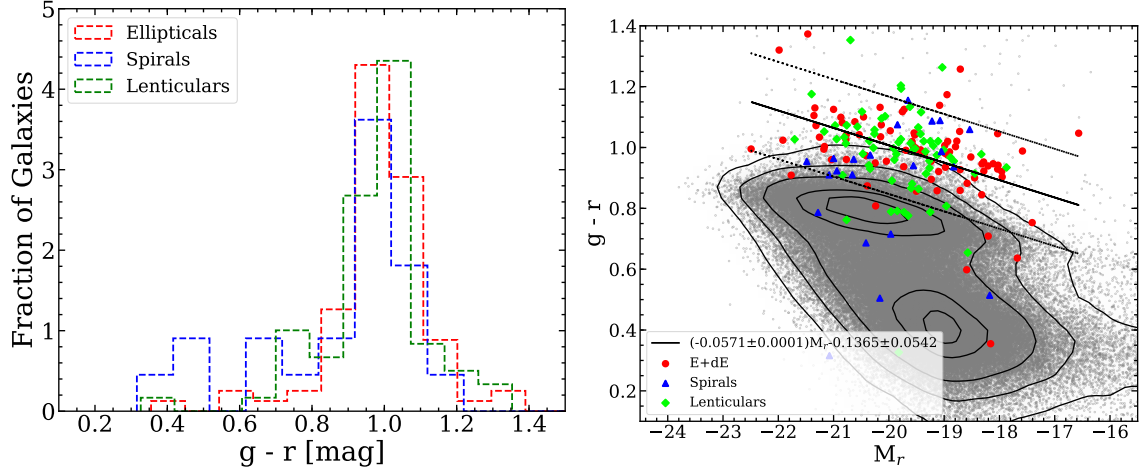 5
4
3
2
1
0
Fraction of Galaxies
Ellipticals
Spirals
Lenticulars
0.2 0.4 0.6 0.8 1.0 1.2 1.4
g - r [mag]
1.4
1.2
1.0
0.8
0.6
0.4
0.2
g - r
(-0.0571±0.0001)Mr-0.1365±0.0542
E+dE
Spirals
Lenticulars
−24 −23 −22 −21 −20 −19 −18 −17 −16
Mr